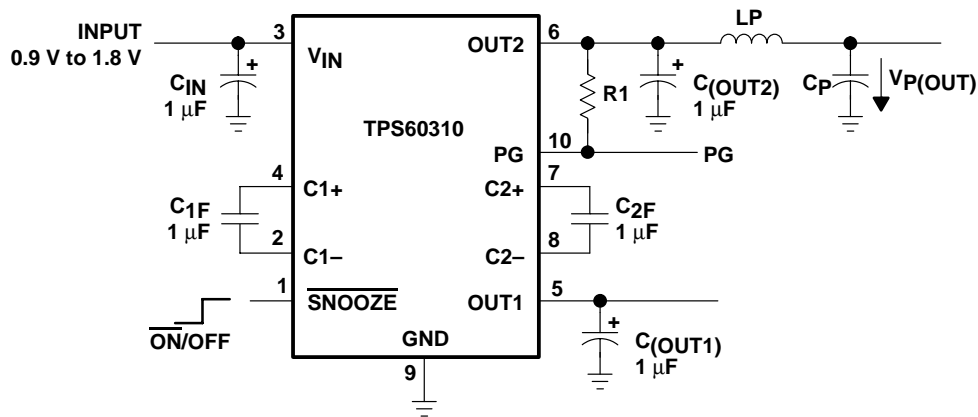 INPUT
0.9 V to 1.8 V
3
VIN
CIN
1 μF
+
TPS60310
OUT2
6
LP
R1
+
C(OUT2)
1 μF
CP
VP(OUT)
PG
10
PG
4
C1+
C1F
1 μF
2
C1–
7
C2+
C2F
1 μF
8
C2–
1
SNOOZE
ON/OFF
OUT1
5
+
C(OUT1)
1 μF
GND
9